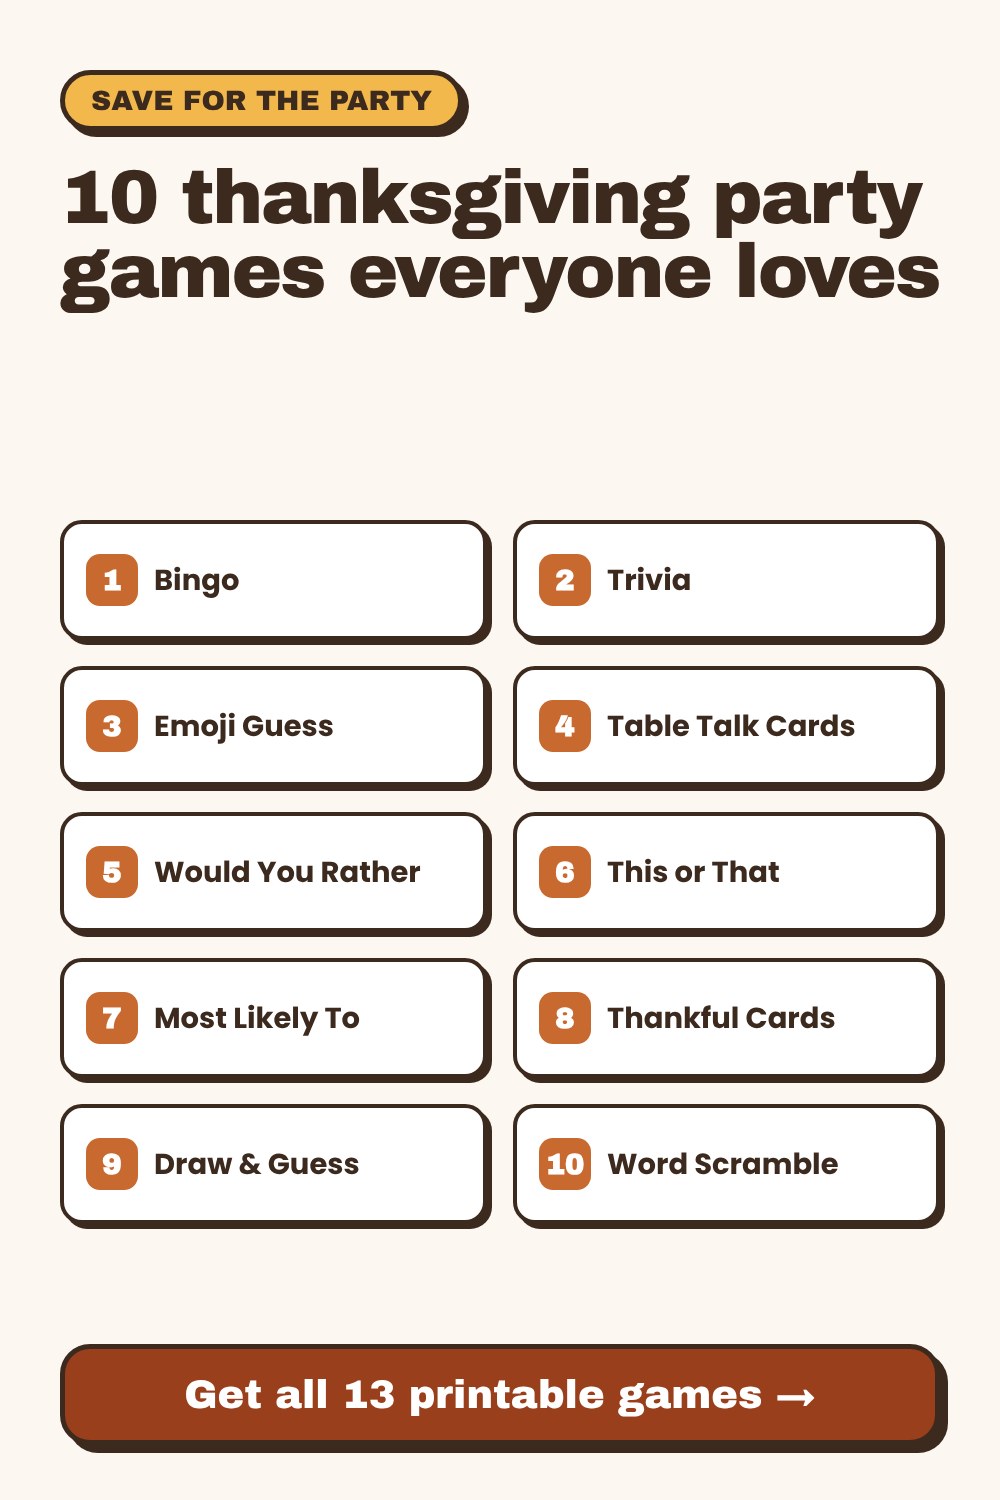 SAVE FOR THE PARTY
10 thanksgiving party
games everyone loves
1 Bingo
2 Trivia
3 Emoji Guess
4 Table Talk Cards
5 Would You Rather
6 This or That
7 Most Likely To
8 Thankful Cards
9 Draw & Guess
10 Word Scramble
Get all 13 printable games →